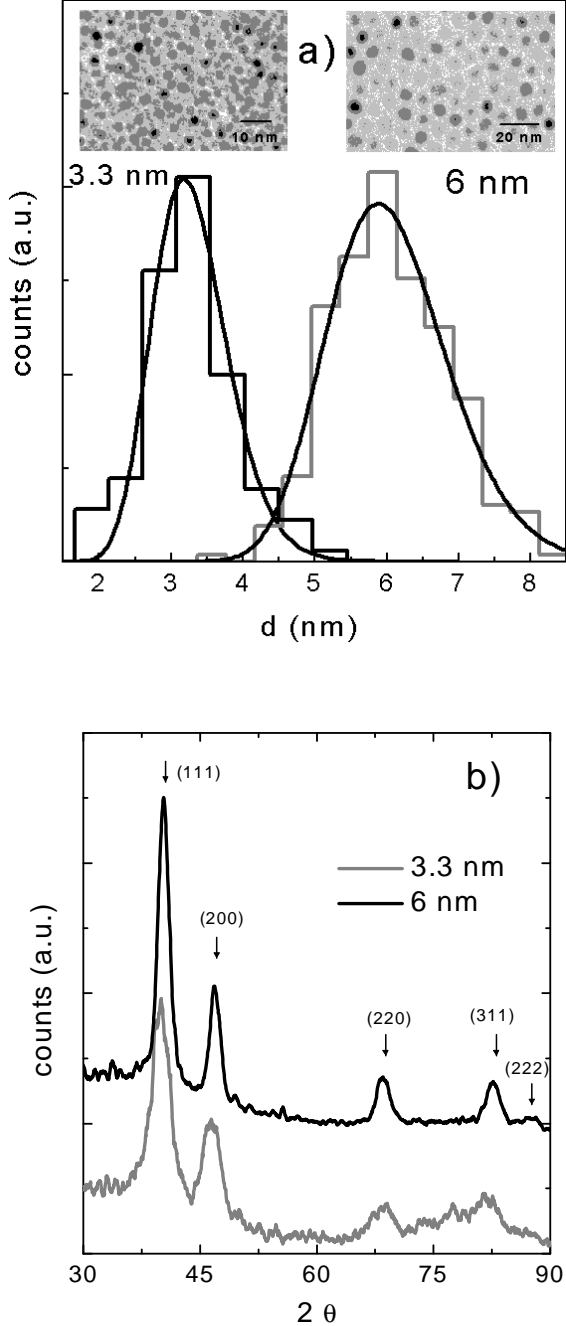 a)
10 nm
20 nm
3.3 nm
6 nm
counts (a.u.)
2 3 4 5 6 7 8
d (nm)
b)
(111)
3.3 nm
6 nm
(200)
(220)
(311)
(222)
counts (a.u.)
30 45 60 75 90
2 θ